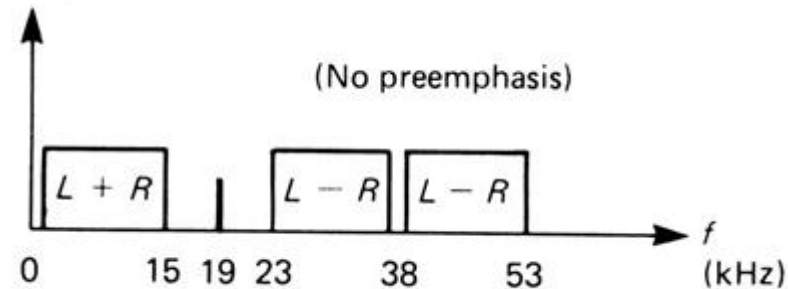 (No preemphasis)
L + R
L − R
L − R
f
0 15 19 23 38 53 (kHz)